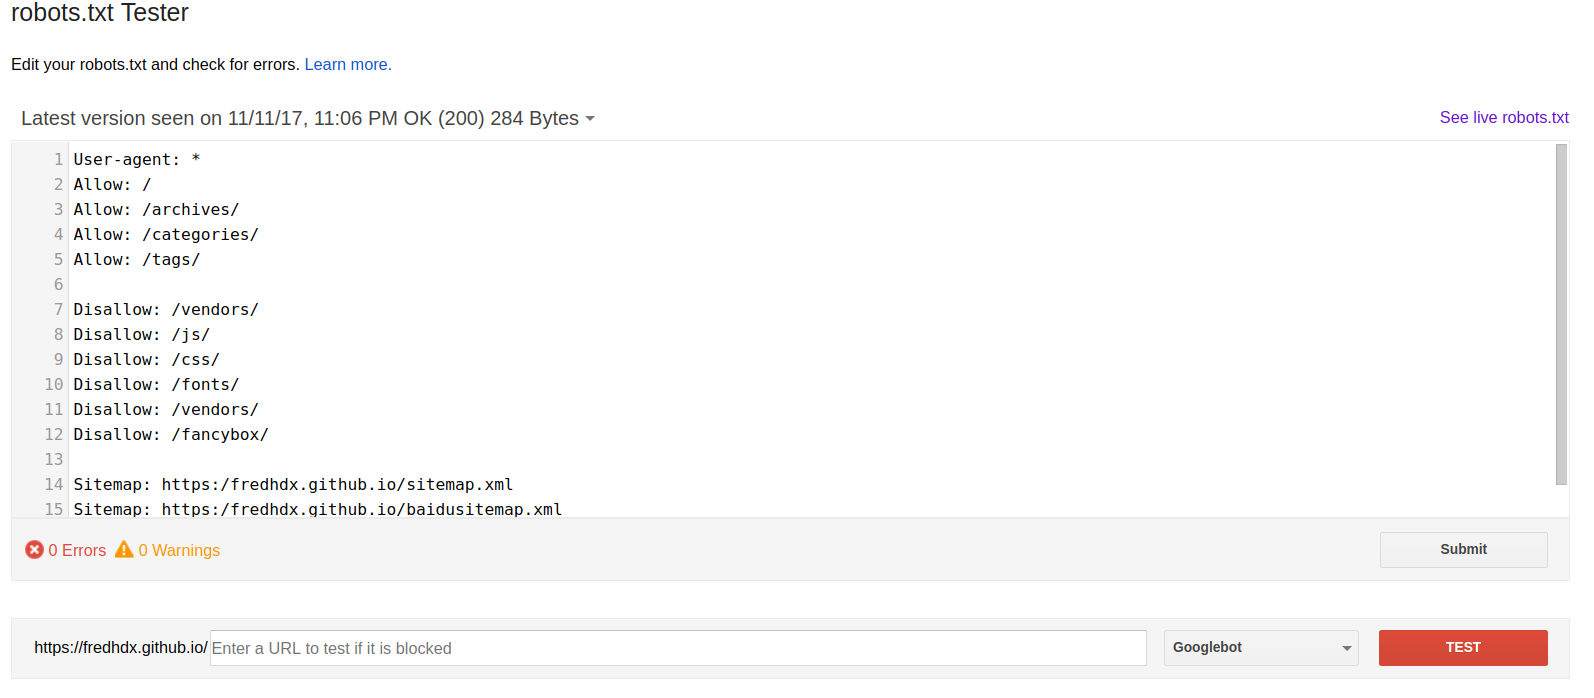 robots.txt Tester
Edit your robots.txt and check for errors. Learn more.
Latest version seen on 11/11/17, 11:06 PM OK (200) 284 Bytes
See live robots.txt
1 User-agent: *
2 Allow: /
3 Allow: /archives/
4 Allow: /categories/
5 Allow: /tags/
6
7 Disallow: /vendors/
8 Disallow: /js/
9 Disallow: /css/
10 Disallow: /fonts/
11 Disallow: /vendors/
12 Disallow: /fancybox/
13
14 Sitemap: https:/fredhdx.github.io/sitemap.xml
15 Sitemap: https:/fredhdx.github.io/baidusitemap.xml
0 Errors 0 Warnings
Submit
https://fredhdx.github.io/ Enter a URL to test if it is blocked Googlebot TEST